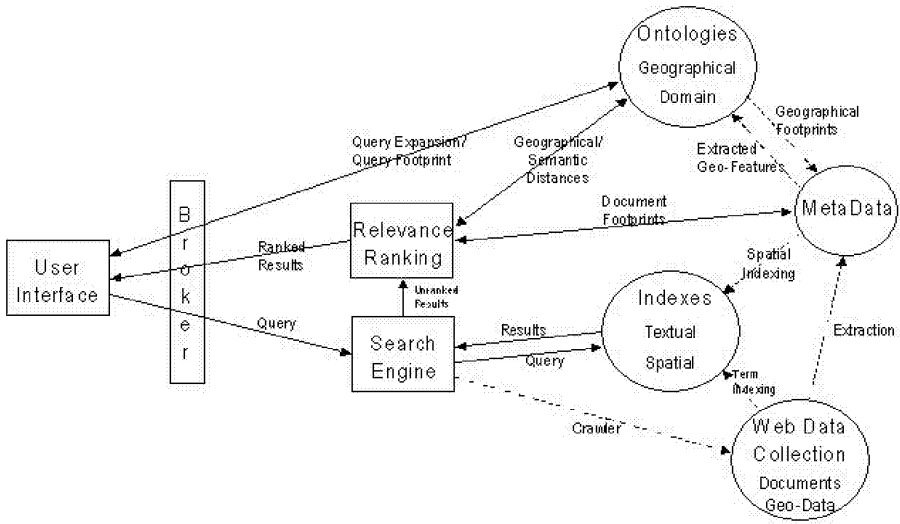 Ontologies
Geographical
Domain
Geographical
Footprints
Query Expansion/
Query Footprint
Geographical/
Semantic
Distances
Extracted
Geo-Features
MetaData
Document
Footprints
Broker
Relevance
Ranking
Ranked
Results
User
Interface
Spatial
Indexing
Unranked
Results
Indexes
Textual
Spatial
Query
Search
Engine
Results
Query
Extraction
Term
Indexing
Crawler
Web Data
Collection
Documents
Geo-Data